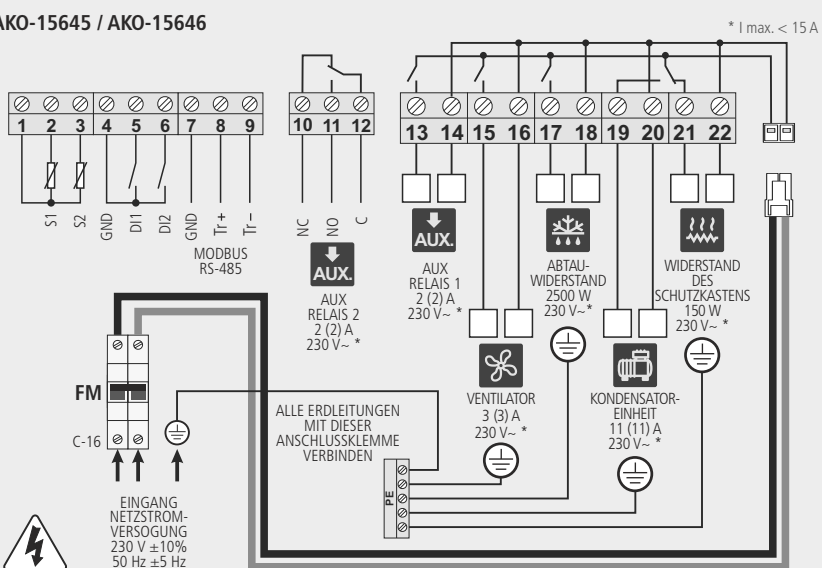 AKO-15645 / AKO-15646
* I max. < 15 A
1 2 3 4 5 6 7 8 9
10 11 12
13 14 15 16 17 18 19 20 21 22
S1
S2
GND
DI1
DI2
GND
Tr+
Tr−
MODBUS
RS-485
NC
NO
C
AUX.
AUX
RELAIS 2
2 (2) A
230 V~ *
AUX.
AUX
RELAIS 1
2 (2) A
230 V~ *
ABTAU-
WIDERSTAND
2500 W
230 V~*
WIDERSTAND
DES
SCHUTZKASTENS
150 W
230 V~ *
VENTILATOR
3 (3) A
230 V~ *
KONDENSATOR-
EINHEIT
11 (11) A
230 V~ *
FM
C-16
ALLE ERDLEITUNGEN
MIT DIESER
ANSCHLUSSKLEMME
VERBINDEN
PE
EINGANG
NETZSTROM-
VERSOGUNG
230 V ±10%
50 Hz ±5 Hz